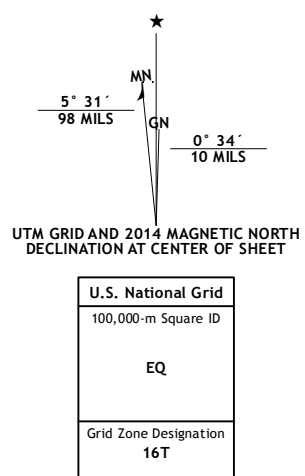 MN.
5° 31´
98 MILS
GN
0° 34´
10 MILS
UTM GRID AND 2014 MAGNETIC NORTH
DECLINATION AT CENTER OF SHEET
U.S. National Grid
100,000-m Square ID
EQ
Grid Zone Designation
16T